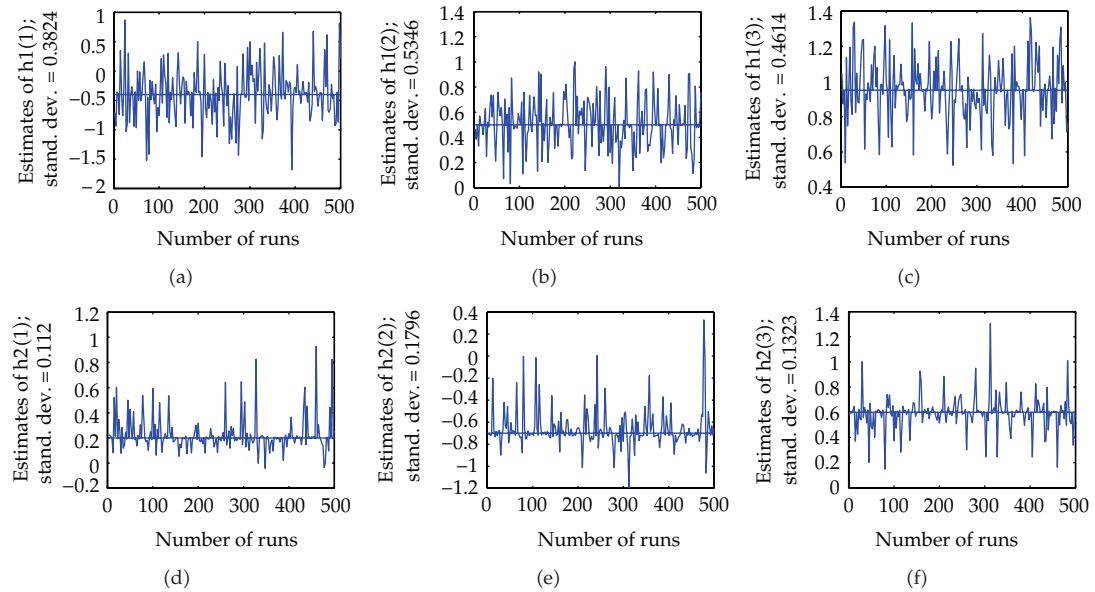 Estimates of h1(1);
stand. dev. = 0.3824
1
0.5
0
−0.5
−1
−1.5
−2
0 100 200 300 400 500
Number of runs
(a)
Estimates of h1(2);
stand. dev. = 0.5346
1.4
1.2
1
0.8
0.6
0.4
0.2
0
0 100 200 300 400 500
Number of runs
(b)
Estimates of h1(3);
stand. dev. = 0.4614
1.4
1.2
1
0.8
0.6
0.4
0 100 200 300 400 500
Number of runs
(c)
Estimates of h2(1);
stand. dev. = 0.112
1.2
1
0.8
0.6
0.4
0.2
0
−0.2
0 100 200 300 400 500
Number of runs
(d)
Estimates of h2(2);
stand. dev. = 0.1796
0.4
0.2
0
−0.2
−0.4
−0.6
−0.8
−1
−1.2
0 100 200 300 400 500
Number of runs
(e)
Estimates of h2(3);
stand. dev. = 0.1323
1.4
1.2
1
0.8
0.6
0.4
0.2
0
0 100 200 300 400 500
Number of runs
(f)